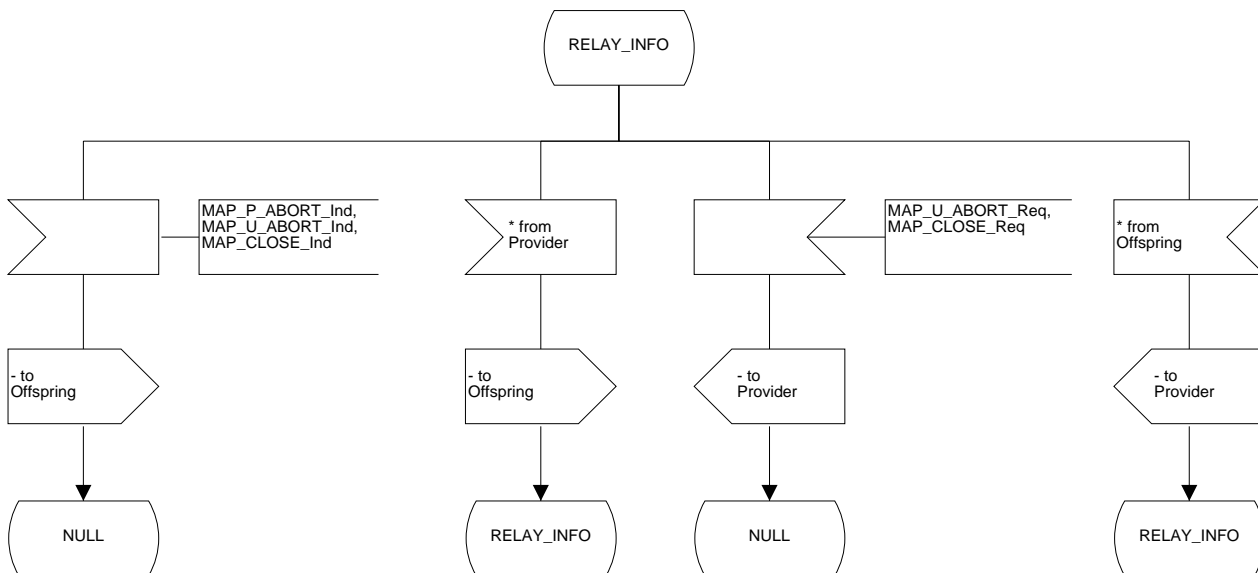 RELAY_INFO
MAP_P_ABORT_Ind,
MAP_U_ABORT_Ind,
MAP_CLOSE_Ind
* from
Provider
MAP_U_ABORT_Req,
MAP_CLOSE_Req
* from
Offspring
- to
Offspring
- to
Offspring
- to
Provider
- to
Provider
NULL
RELAY_INFO
NULL
RELAY_INFO